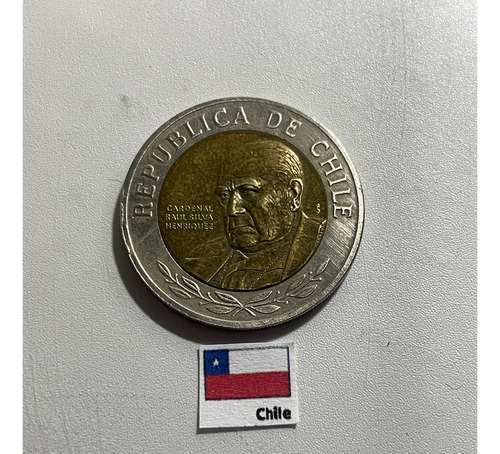 REPUBLICA DE CHILE
CARDENAL
RAUL SILVA
HENRIQUEZ
Chile